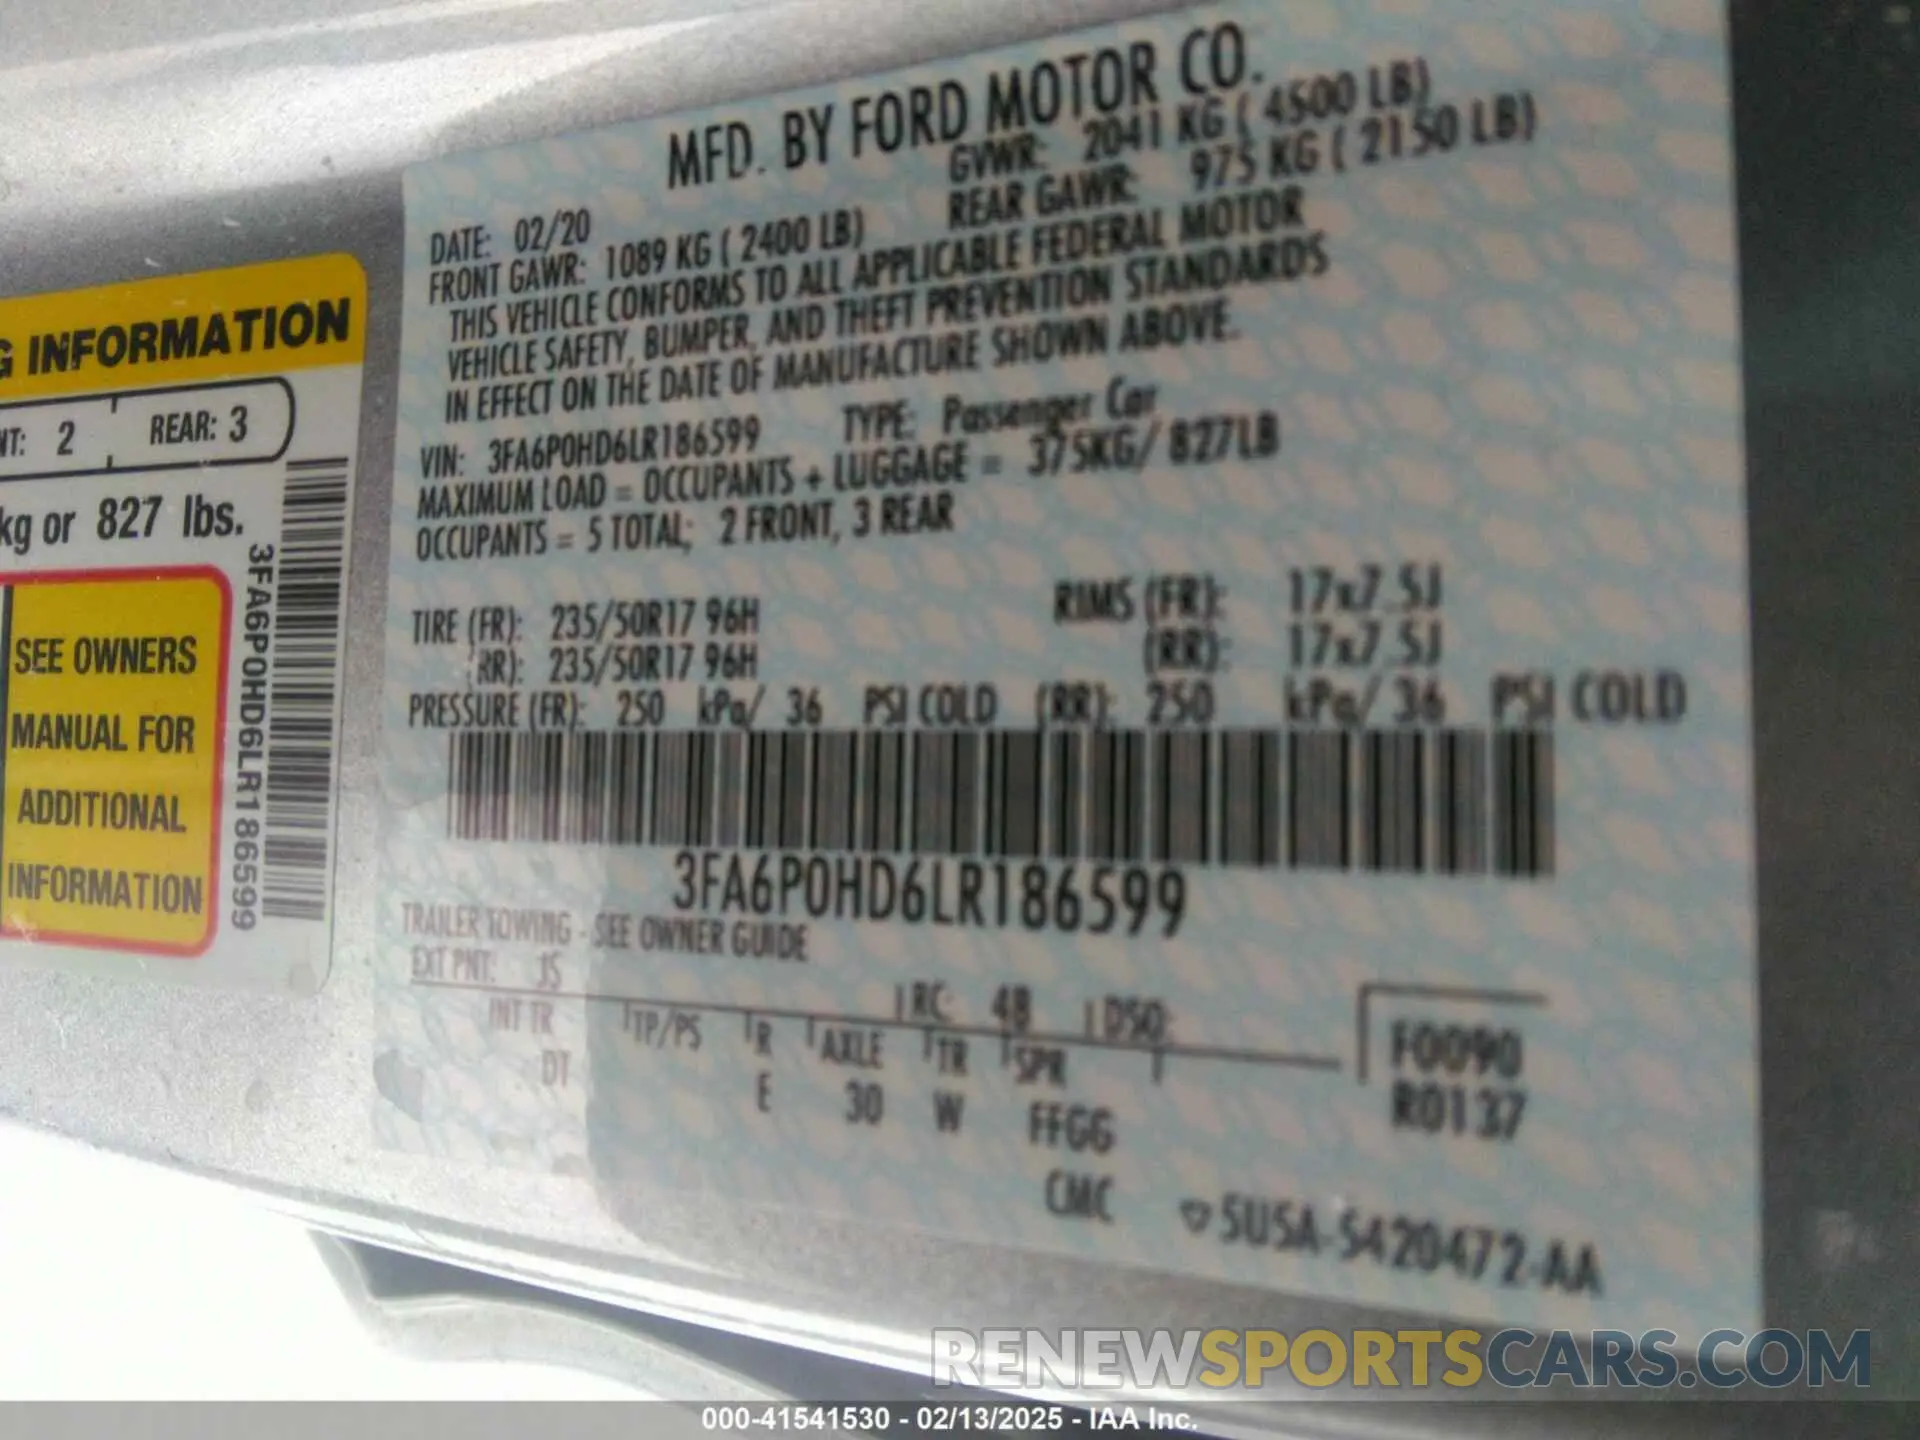 MFD. BY FORD MOTOR CO.
DATE: 02/20 GVWR: 2041 KG ( 4500 LB)
FRONT GAWR: 1089 KG ( 2400 LB) REAR GAWR: 975 KG ( 2150 LB)
THIS VEHICLE CONFORMS TO ALL APPLICABLE FEDERAL MOTOR
VEHICLE SAFETY, BUMPER, AND THEFT PREVENTION STANDARDS
IN EFFECT ON THE DATE OF MANUFACTURE SHOWN ABOVE.
VIN: 3FA6P0HD6LR186599 TYPE: Passenger Car
MAXIMUM LOAD = OCCUPANTS + LUGGAGE = 375KG/ 827LB
OCCUPANTS = 5 TOTAL; 2 FRONT, 3 REAR
TIRE (FR): 235/50R17 96H RIMS (FR): 17x7.5J
(RR): 235/50R17 96H (RR): 17x7.5J
PRESSURE (FR): 250 kPa/ 36 PSI COLD (RR): 250 kPa/ 36 PSI COLD
3FA6P0HD6LR186599
TRAILER TOWING - SEE OWNER GUIDE
EXT PNT: JS RC: 48 DSO:
INT TR TP/PS R AXLE TR SPR
DT E 30 W FFGG
F0090
R0137
CMC 5U5A-5420472-AA
G INFORMATION
NT: 2 REAR: 3
kg or 827 lbs.
SEE OWNERS
MANUAL FOR
ADDITIONAL
INFORMATION
3FA6P0HD6LR186599
RENEWSPORTSCARS.COM
000-41541530 - 02/13/2025 - IAA Inc.